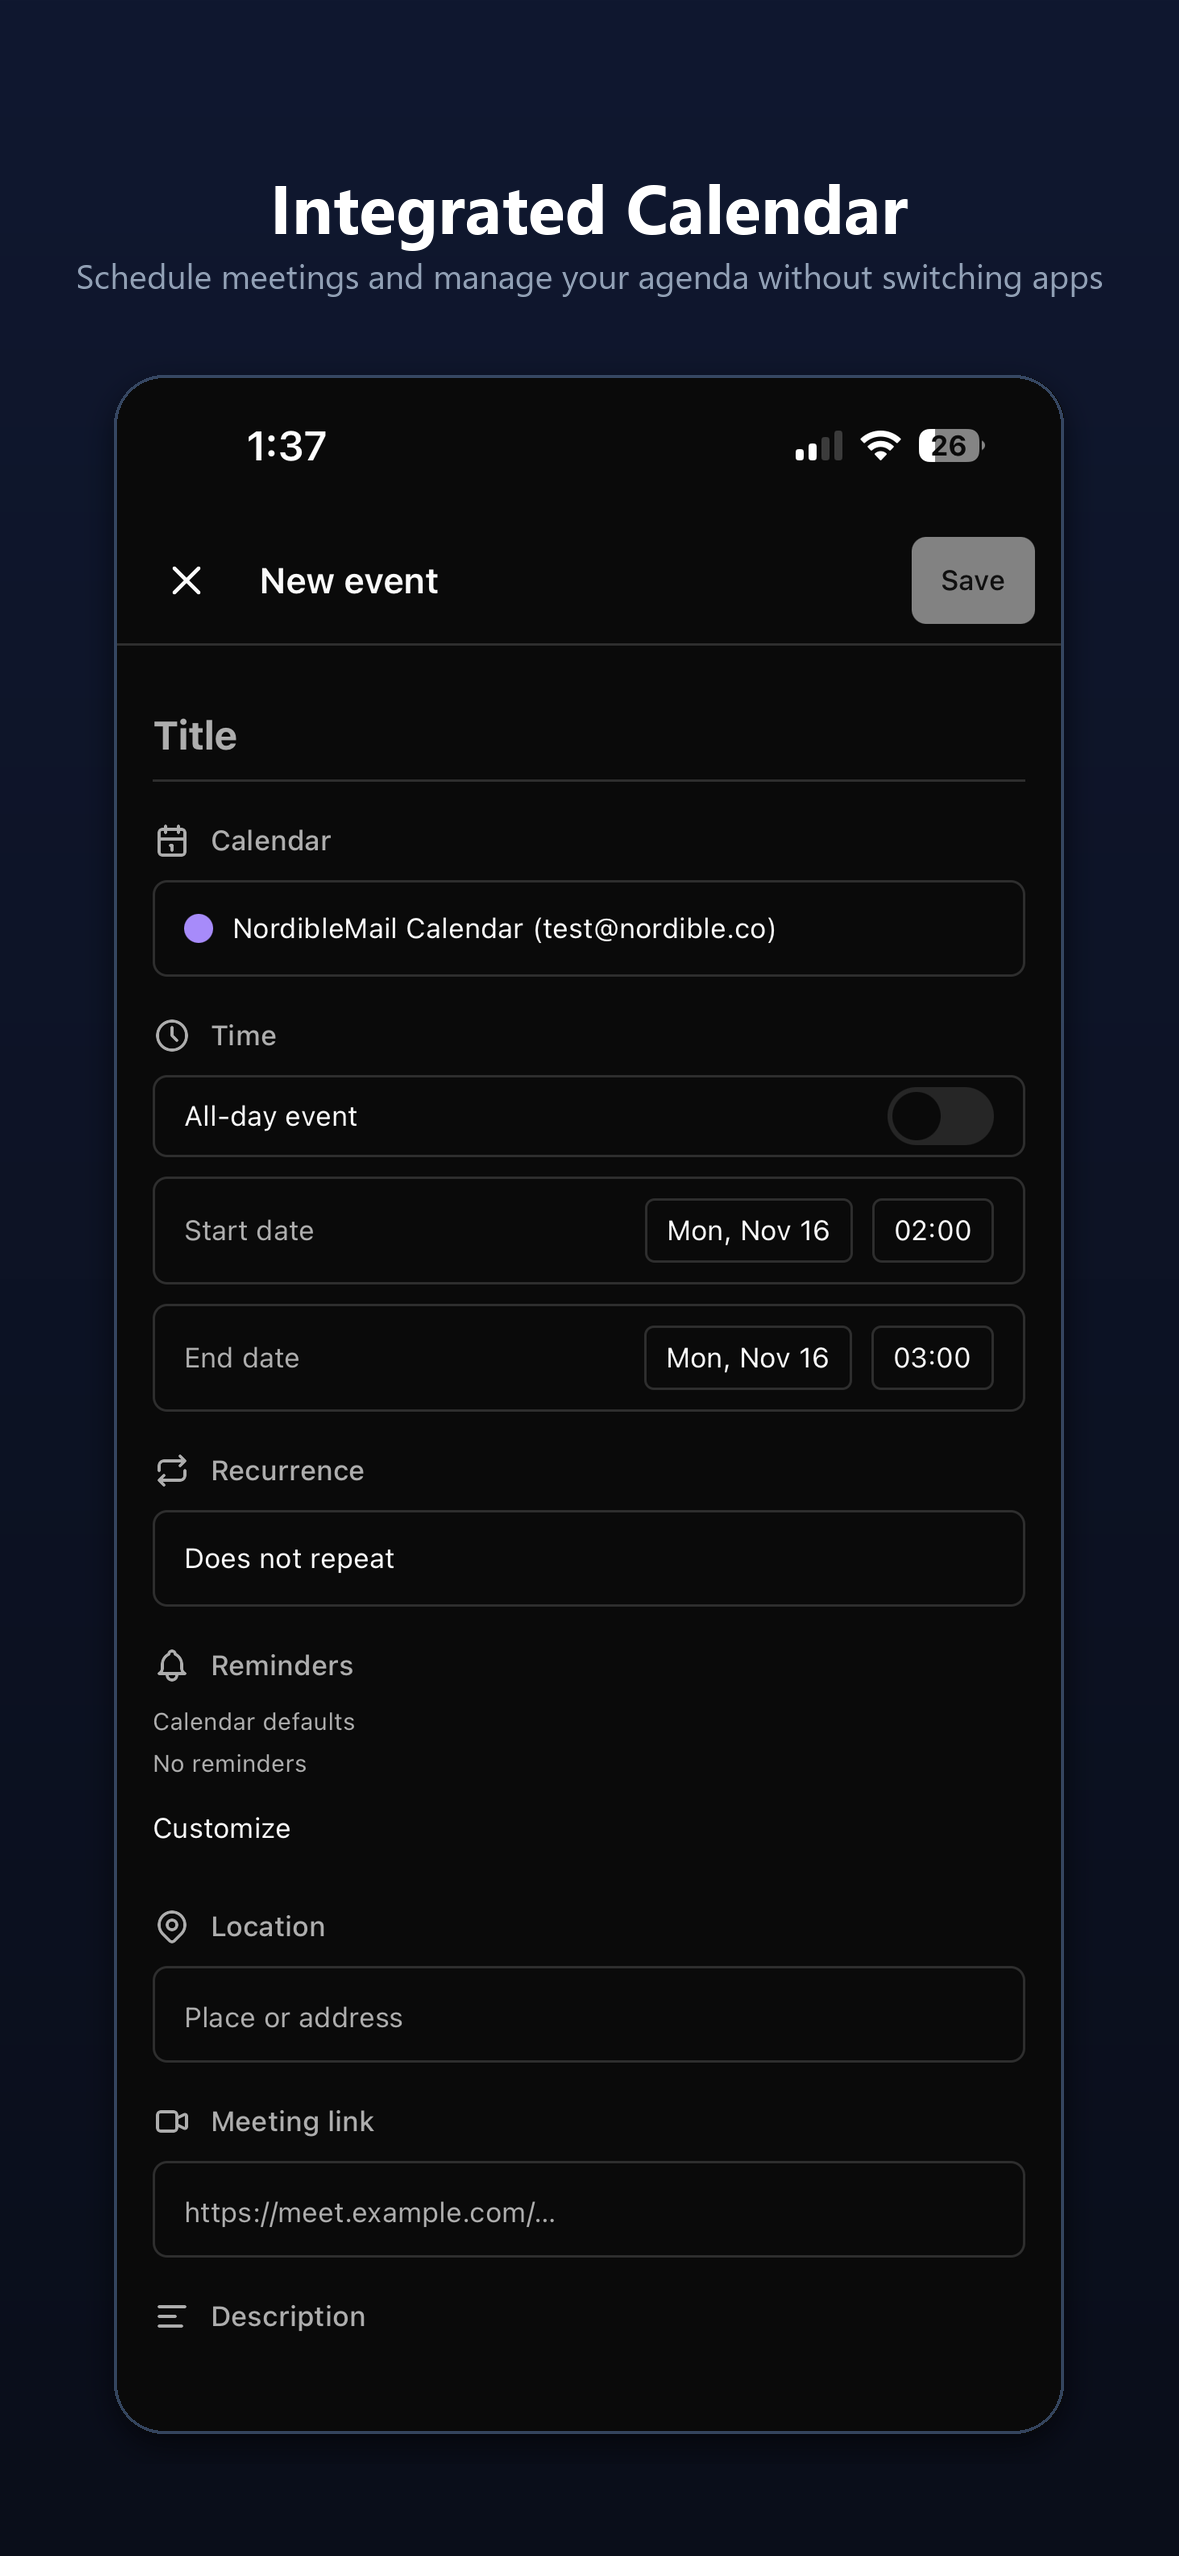 Integrated Calendar
Schedule meetings and manage your agenda without switching apps
1:37
26
New event
Save
Title
Calendar
NordibleMail Calendar (test@nordible.co)
Time
All-day event
Start date
Mon, Nov 16
02:00
End date
Mon, Nov 16
03:00
Recurrence
Does not repeat
Reminders
Calendar defaults
No reminders
Customize
Location
Place or address
Meeting link
https://meet.example.com/...
Description